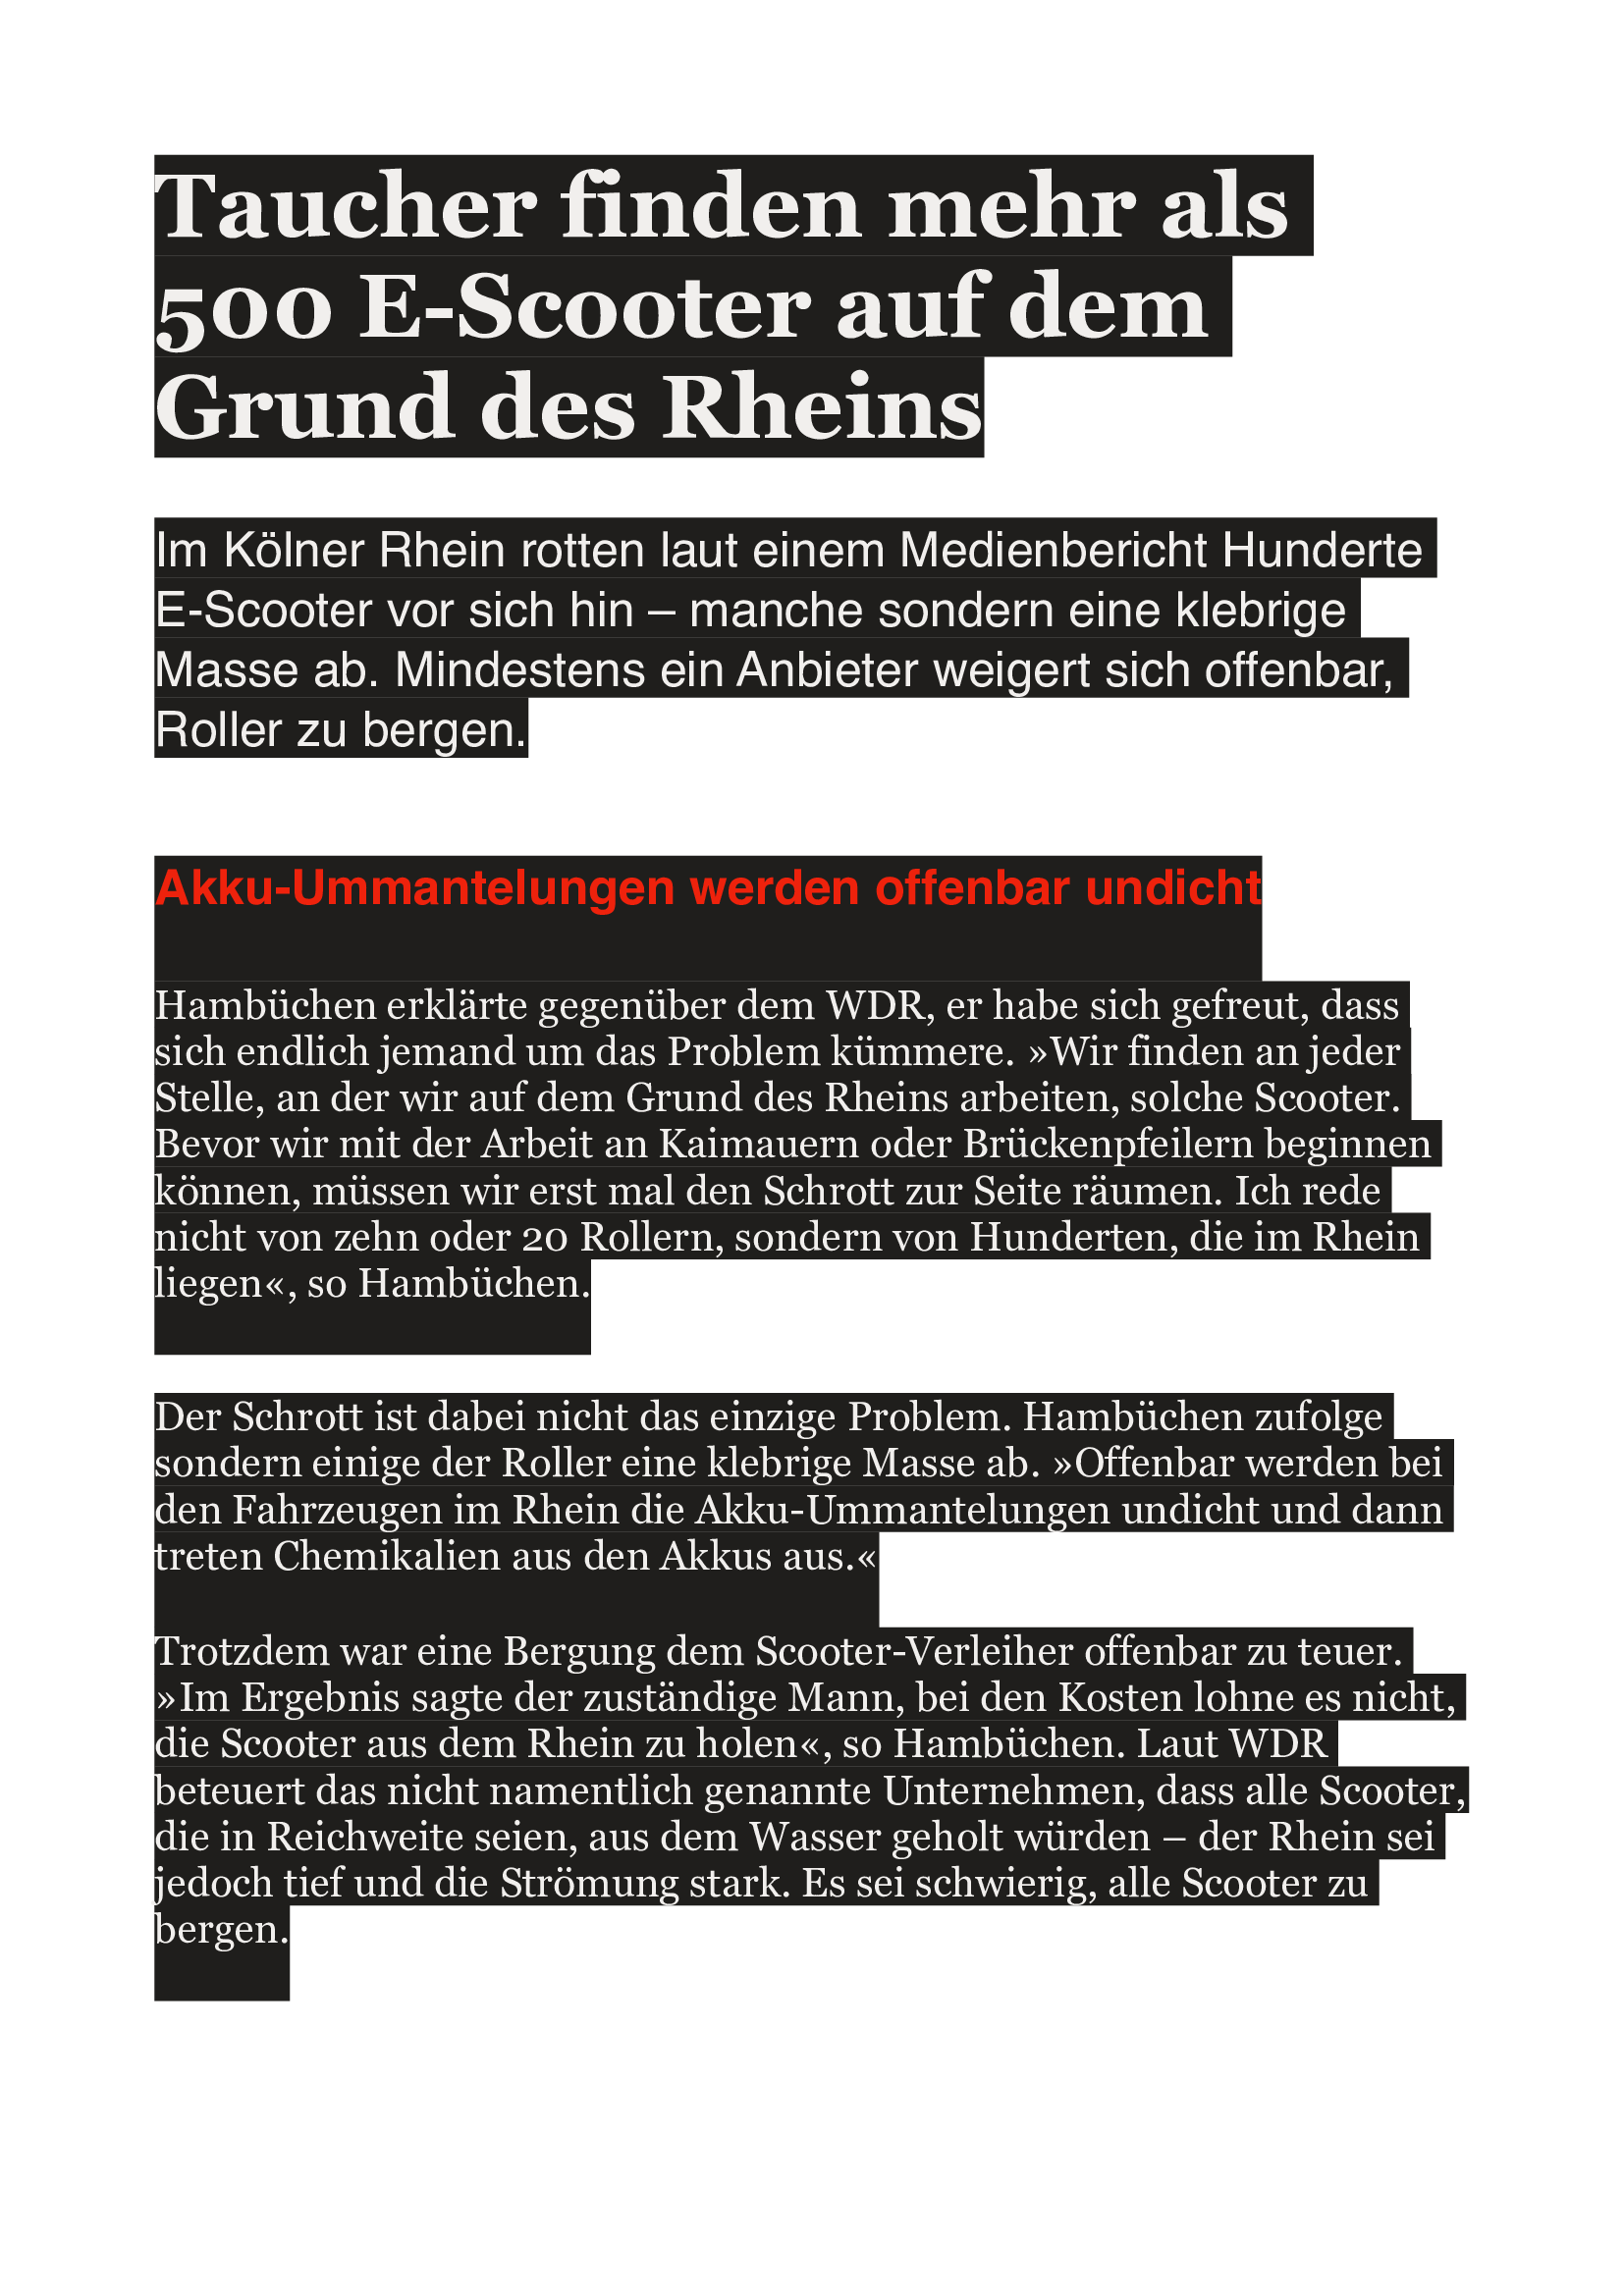 Taucher finden mehr als
500 E-Scooter auf dem
Grund des Rheins
Im Kölner Rhein rotten laut einem Medienbericht Hunderte
E-Scooter vor sich hin – manche sondern eine klebrige
Masse ab. Mindestens ein Anbieter weigert sich offenbar,
Roller zu bergen.
Akku-Ummantelungen werden offenbar undicht
Hambüchen erklärte gegenüber dem WDR, er habe sich gefreut, dass
sich endlich jemand um das Problem kümmere. »Wir finden an jeder
Stelle, an der wir auf dem Grund des Rheins arbeiten, solche Scooter.
Bevor wir mit der Arbeit an Kaimauern oder Brückenpfeilern beginnen
können, müssen wir erst mal den Schrott zur Seite räumen. Ich rede
nicht von zehn oder 20 Rollern, sondern von Hunderten, die im Rhein
liegen«, so Hambüchen.
Der Schrott ist dabei nicht das einzige Problem. Hambüchen zufolge
sondern einige der Roller eine klebrige Masse ab. »Offenbar werden bei
den Fahrzeugen im Rhein die Akku-Ummantelungen undicht und dann
treten Chemikalien aus den Akkus aus.«
Trotzdem war eine Bergung dem Scooter-Verleiher offenbar zu teuer.
»Im Ergebnis sagte der zuständige Mann, bei den Kosten lohne es nicht,
die Scooter aus dem Rhein zu holen«, so Hambüchen. Laut WDR
beteuert das nicht namentlich genannte Unternehmen, dass alle Scooter,
die in Reichweite seien, aus dem Wasser geholt würden – der Rhein sei
jedoch tief und die Strömung stark. Es sei schwierig, alle Scooter zu
bergen.